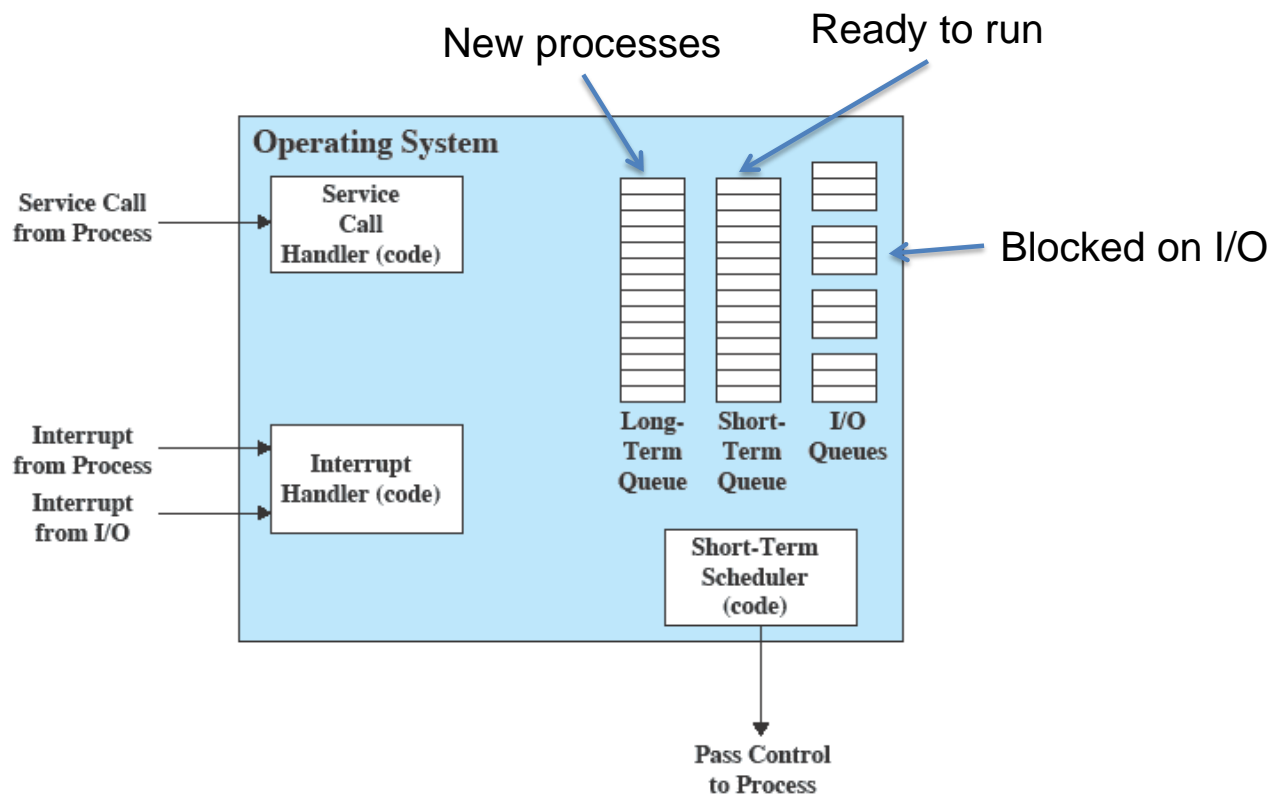 New processes
Ready to run
Operating System
Service Call
from Process
Service
Call
Handler (code)
Blocked on I/O
Interrupt
from Process
Interrupt
from I/O
Interrupt
Handler (code)
Long-
Term
Queue
Short-
Term
Queue
I/O
Queues
Short-Term
Scheduler
(code)
Pass Control
to Process